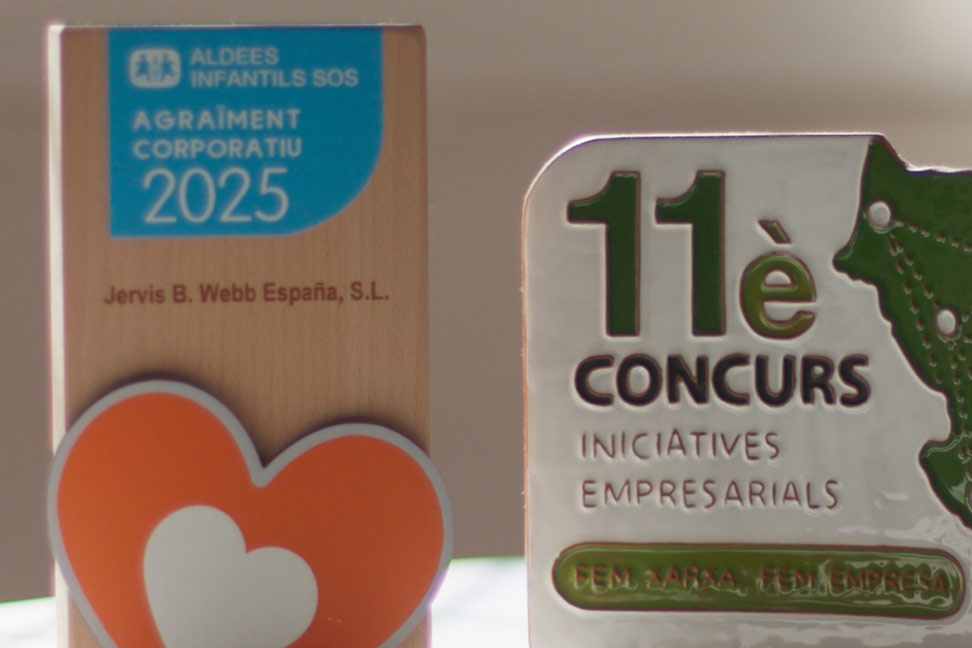 ALDEES
INFANTILS SOS
AGRAÏMENT
CORPORATIU
2025
Jervis B. Webb España, S.L.
11è
CONCURS
INICIATIVES
EMPRESARIALS
FEM XARXA, FEM EMPRESA